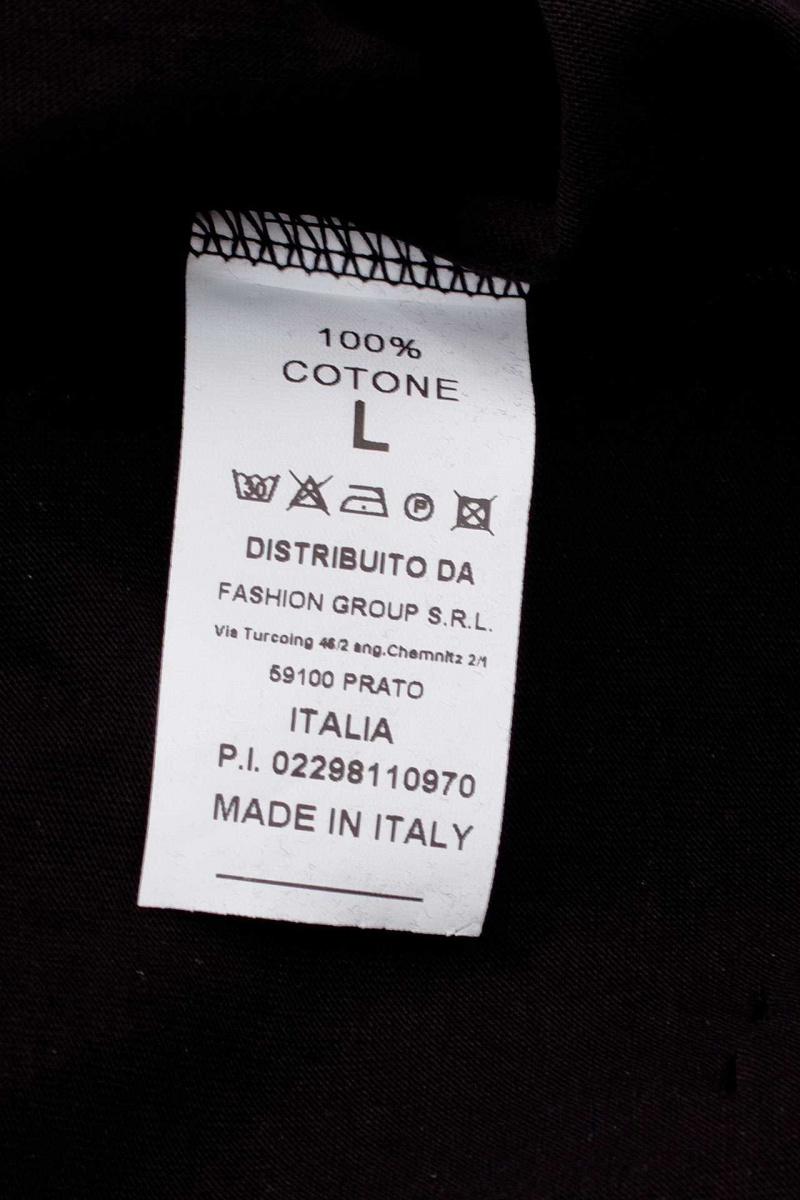 100%
COTONE
L
30 P
DISTRIBUITO DA
FASHION GROUP S.R.L.
Via Turcoing 46/2 ang.Chemnitz 2/1
59100 PRATO
ITALIA
P.I. 02298110970
MADE IN ITALY